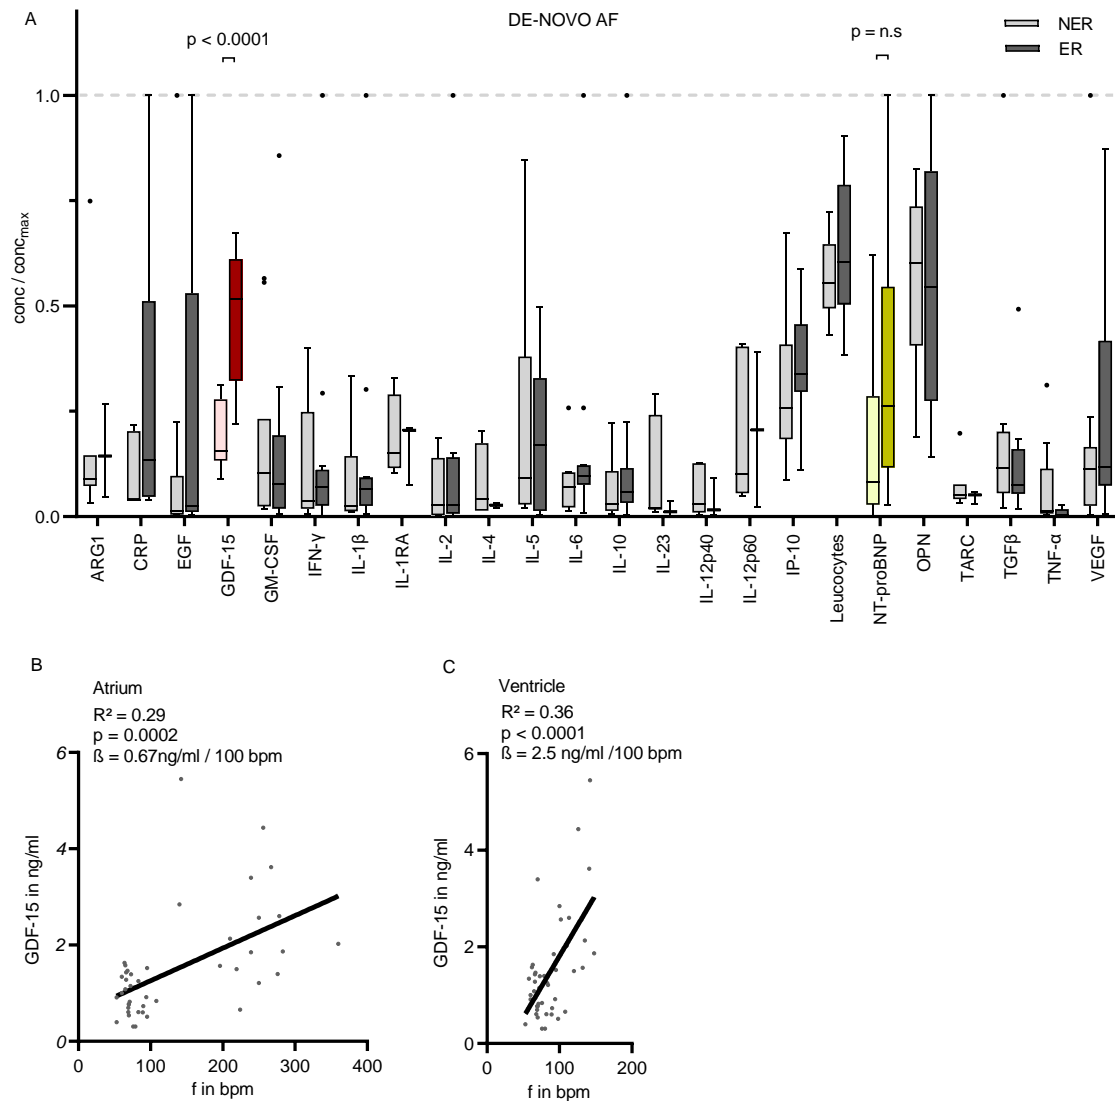 A
DE-NOVO AF
NER
ER
p < 0.0001
p = n.s
1.0
0.5
0.0
conc / concmax
ARG1
CRP
EGF
GDF-15
GM-CSF
IFN-γ
IL-1β
IL-1RA
IL-2
IL-4
IL-5
IL-6
IL-10
IL-23
IL-12p40
IL-12p60
IP-10
Leucocytes
NT-proBNP
OPN
TARC
TGFβ
TNF-α
VEGF
B
Atrium
R² = 0.29
p = 0.0002
ß = 0.67ng/ml / 100 bpm
6
4
2
0
GDF-15 in ng/ml
0 100 200 300 400
f in bpm
C
Ventricle
R² = 0.36
p < 0.0001
ß = 2.5 ng/ml /100 bpm
6
4
2
0
GDF-15 in ng/ml
0 100 200
f in bpm